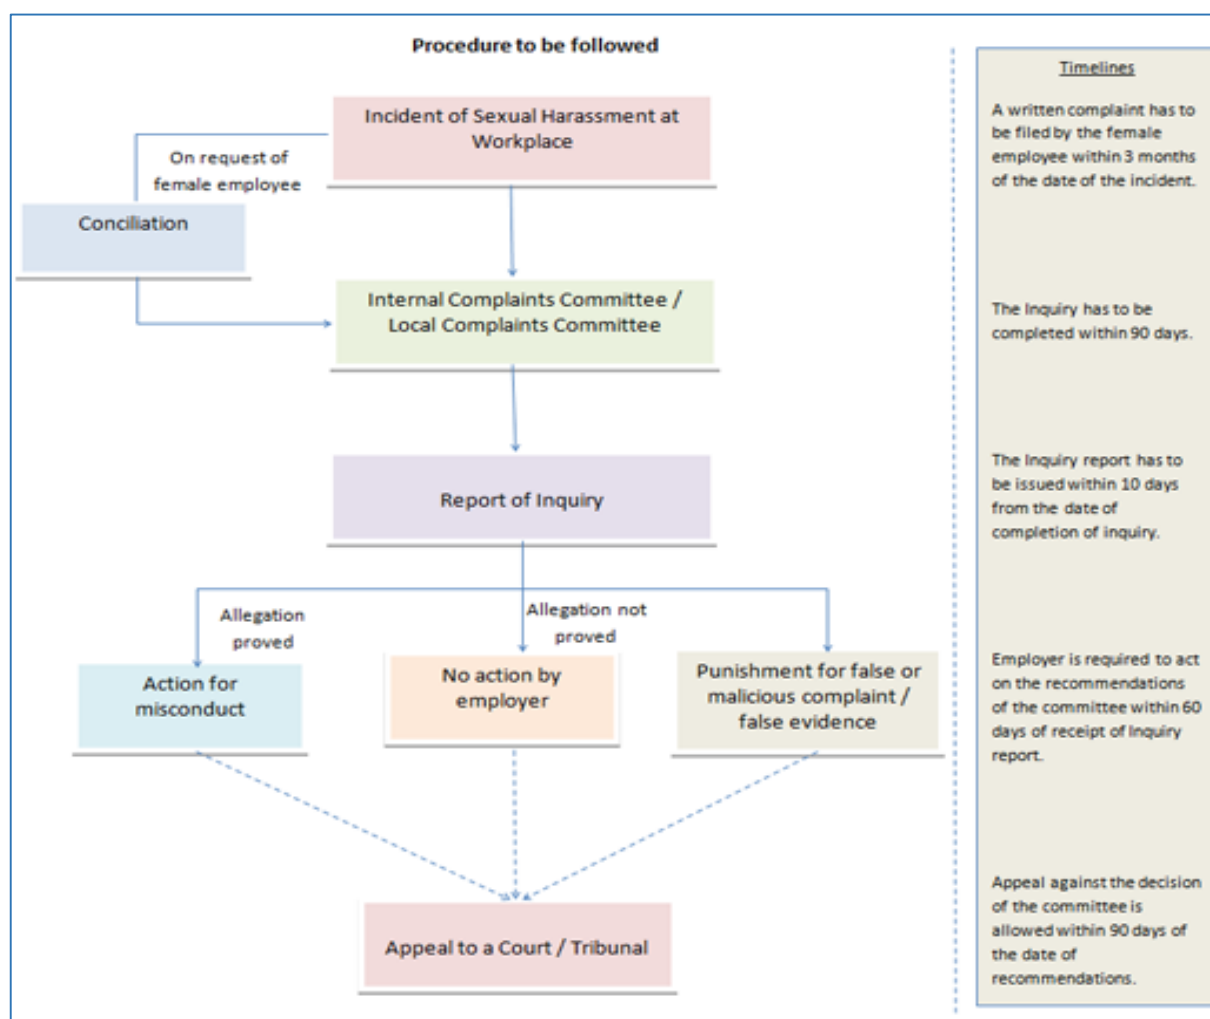 Procedure to be followed
Incident of Sexual Harassment at
Workplace
On request of
female employee
Conciliation
Internal Complaints Committee /
Local Complaints Committee
Report of Inquiry
Allegation
proved
Allegation not
proved
Action for
misconduct
No action by
employer
Punishment for false or
malicious complaint /
false evidence
Appeal to a Court / Tribunal
Timelines
A written complaint has to
be filed by the female
employee within 3 months
of the date of the incident.
The Inquiry has to be
completed within 90 days.
The Inquiry report has to
be issued within 10 days
from the date of
completion of inquiry.
Employer is required to act
on the recommendations
of the committee within 60
days of receipt of Inquiry
report.
Appeal against the decision
of the committee is
allowed within 90 days of
the date of
recommendations.